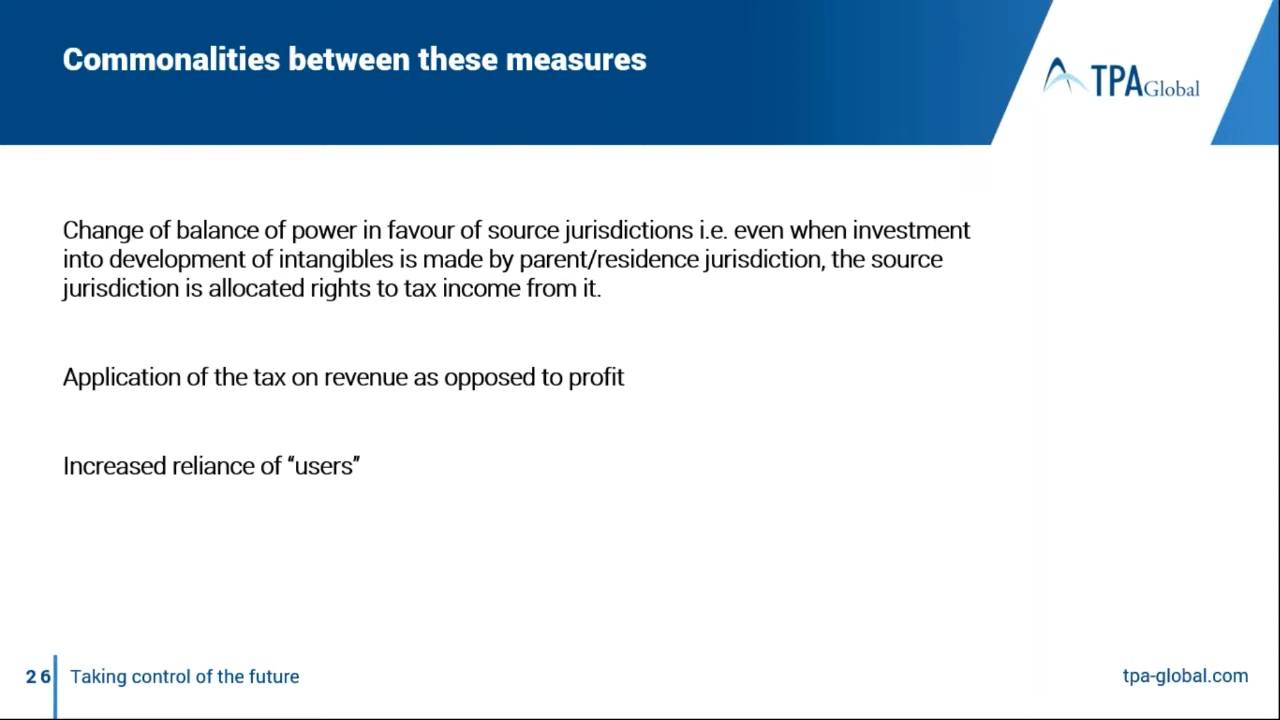 Commonalities between these measures
TPA Global
Change of balance of power in favour of source jurisdictions i.e. even when investment
into development of intangibles is made by parent/residence jurisdiction, the source
jurisdiction is allocated rights to tax income from it.
Application of the tax on revenue as opposed to profit
Increased reliance of “users”
26 Taking control of the future
tpa-global.com